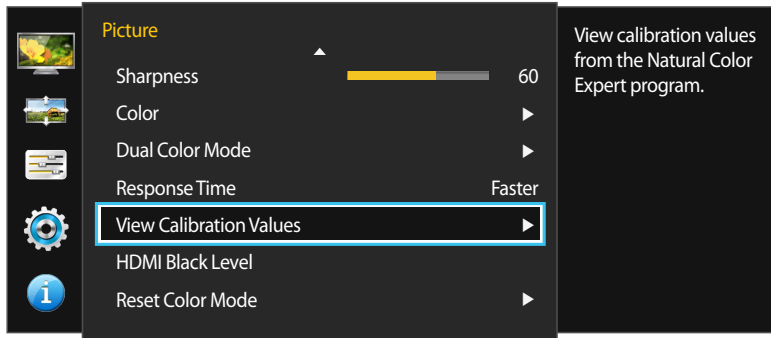 Picture
Sharpness 60
Color
Dual Color Mode
Response Time Faster
View Calibration Values
HDMI Black Level
Reset Color Mode
View calibration values
from the Natural Color
Expert program.